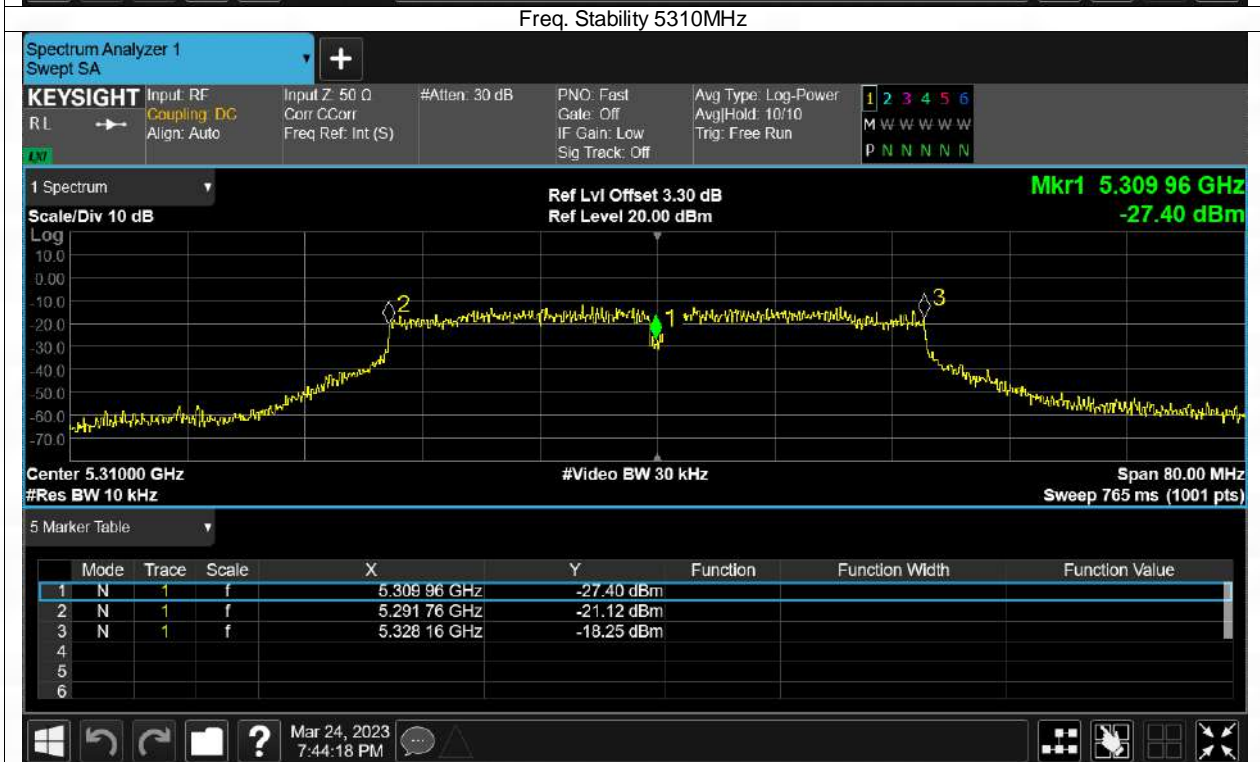 Freq. Stability 5310MHz
Spectrum Analyzer 1
Swept SA
+
KEYSIGHT
RL
LXI
Input: RF
Coupling: DC
Align: Auto
Input Z: 50 Ω
Corr CCorr
Freq Ref: Int (S)
#Atten: 30 dB
PNO: Fast
Gate: Off
IF Gain: Low
Sig Track: Off
Avg Type: Log-Power
Avg|Hold: 10/10
Trig: Free Run
1 2 3 4 5 6
M W W W W W
P N N N N N
1 Spectrum
Scale/Div 10 dB
Ref Lvl Offset 3.30 dB
Ref Level 20.00 dBm
Mkr1 5.309 96 GHz
-27.40 dBm
Log
10.0
0.00
-10.0
-20.0
-30.0
-40.0
-50.0
-60.0
-70.0
2
1
3
Center 5.31000 GHz
#Res BW 10 kHz
#Video BW 30 kHz
Span 80.00 MHz
Sweep 765 ms (1001 pts)
5 Marker Table
Mode Trace Scale X Y Function Function Width Function Value
1 N 1 f 5.309 96 GHz -27.40 dBm
2 N 1 f 5.291 76 GHz -21.12 dBm
3 N 1 f 5.328 16 GHz -18.25 dBm
4
5
6
?
Mar 24, 2023
7:44:18 PM